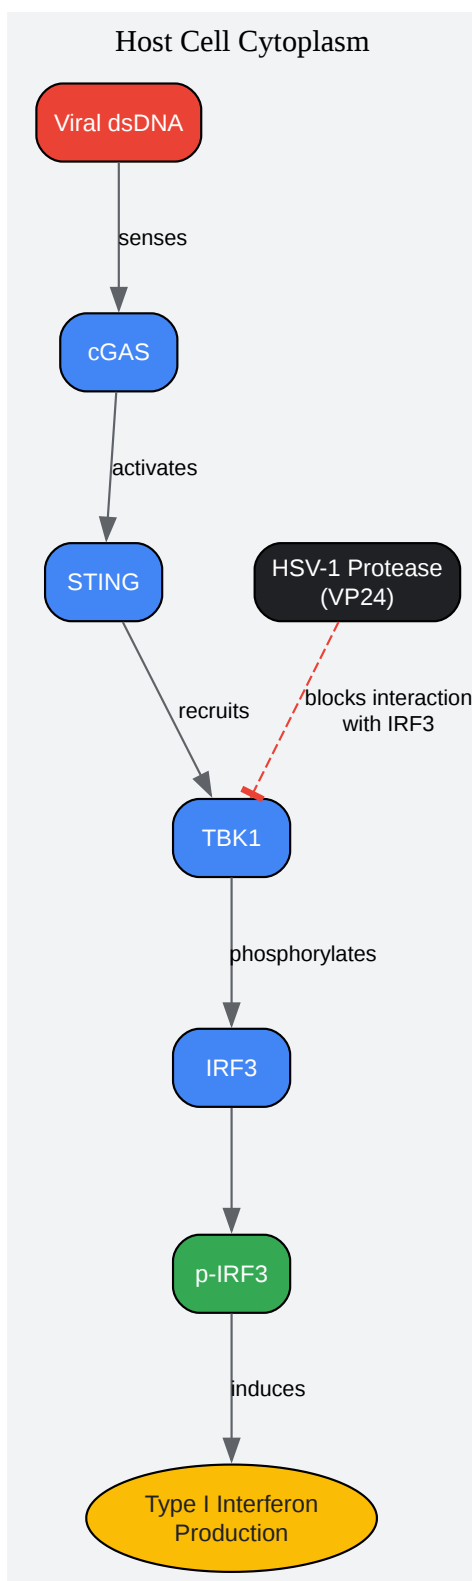 Host Cell Cytoplasm
Viral dsDNA
senses
cGAS
activates
STING
HSV-1 Protease
(VP24)
recruits
blocks interaction
with IRF3
TBK1
phosphorylates
IRF3
p-IRF3
induces
Type I Interferon
Production